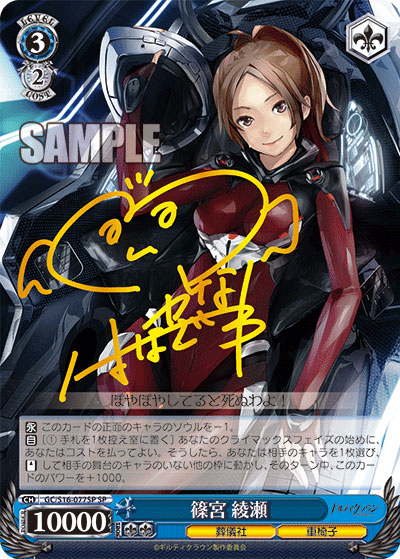 LEVEL
3
2
COST
SAMPLE
はばたけ
ぼやぼやしてると死ぬわよ!
永 このカードの正面のキャラのソウルを-1。
自 [① 手札を1枚控え室に置く] あなたのクライマックスフェイズの始めに、
あなたはコストを払ってよい。そうしたら、あなたは相手のキャラを1枚選び、
して相手の舞台のキャラのいない他の枠に動かし、そのターン中、このカードの
パワーを+1000。
CH
GC/S16-077SP SP
10000
篠宮 綾瀬
葬儀社
車椅子
©ギルティクラウン製作委員会